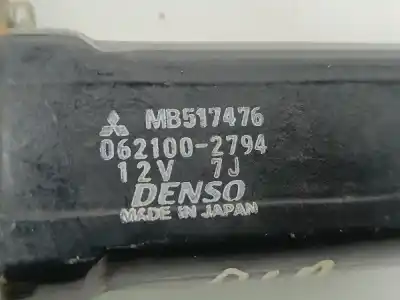 MB517476
062100-2794
12V 7J
DENSO
MADE IN JAPAN